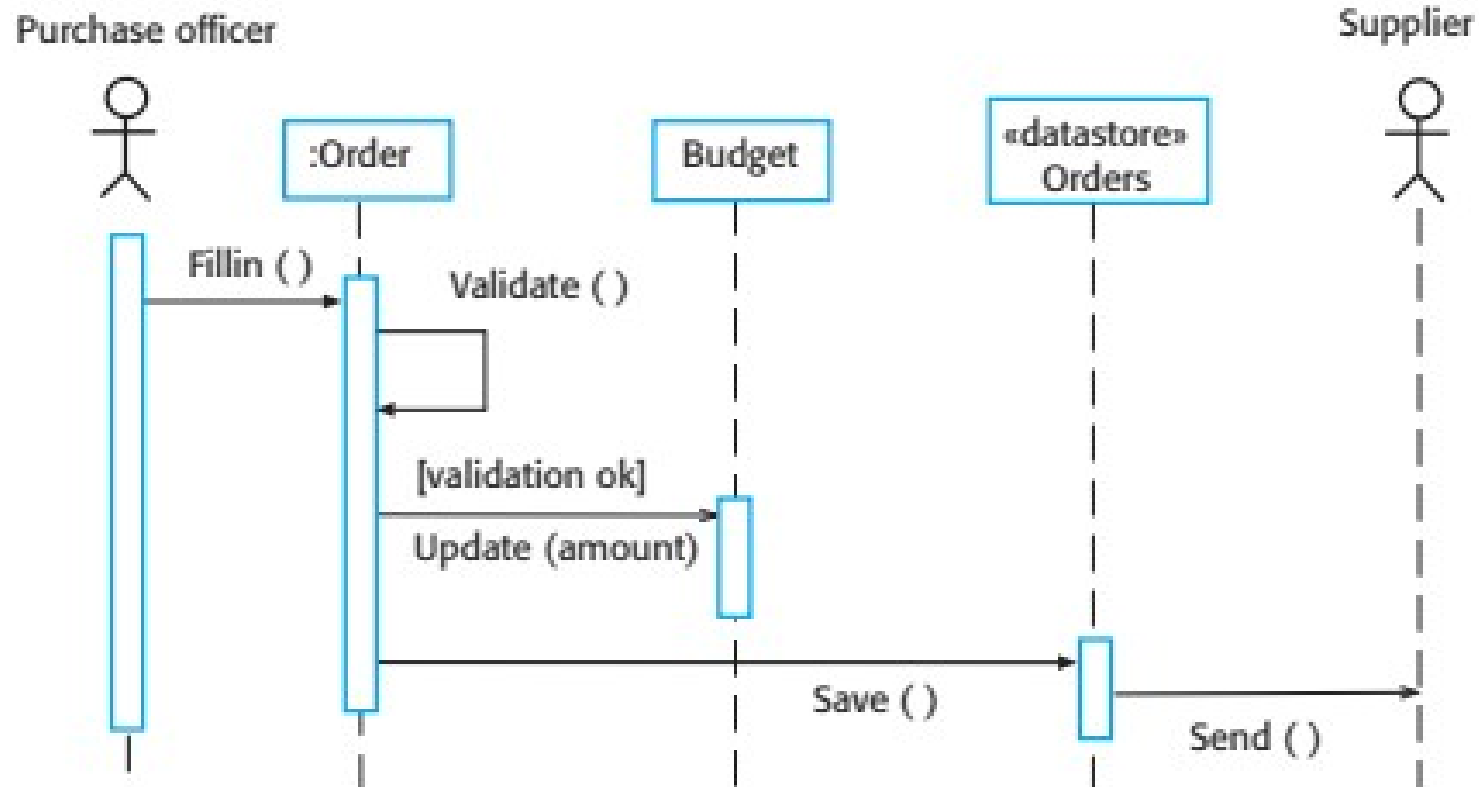 Purchase officer
Supplier
:Order
Budget
«datastore»
Orders
Fillin ( )
Validate ( )
[validation ok]
Update (amount)
Save ( )
Send ( )